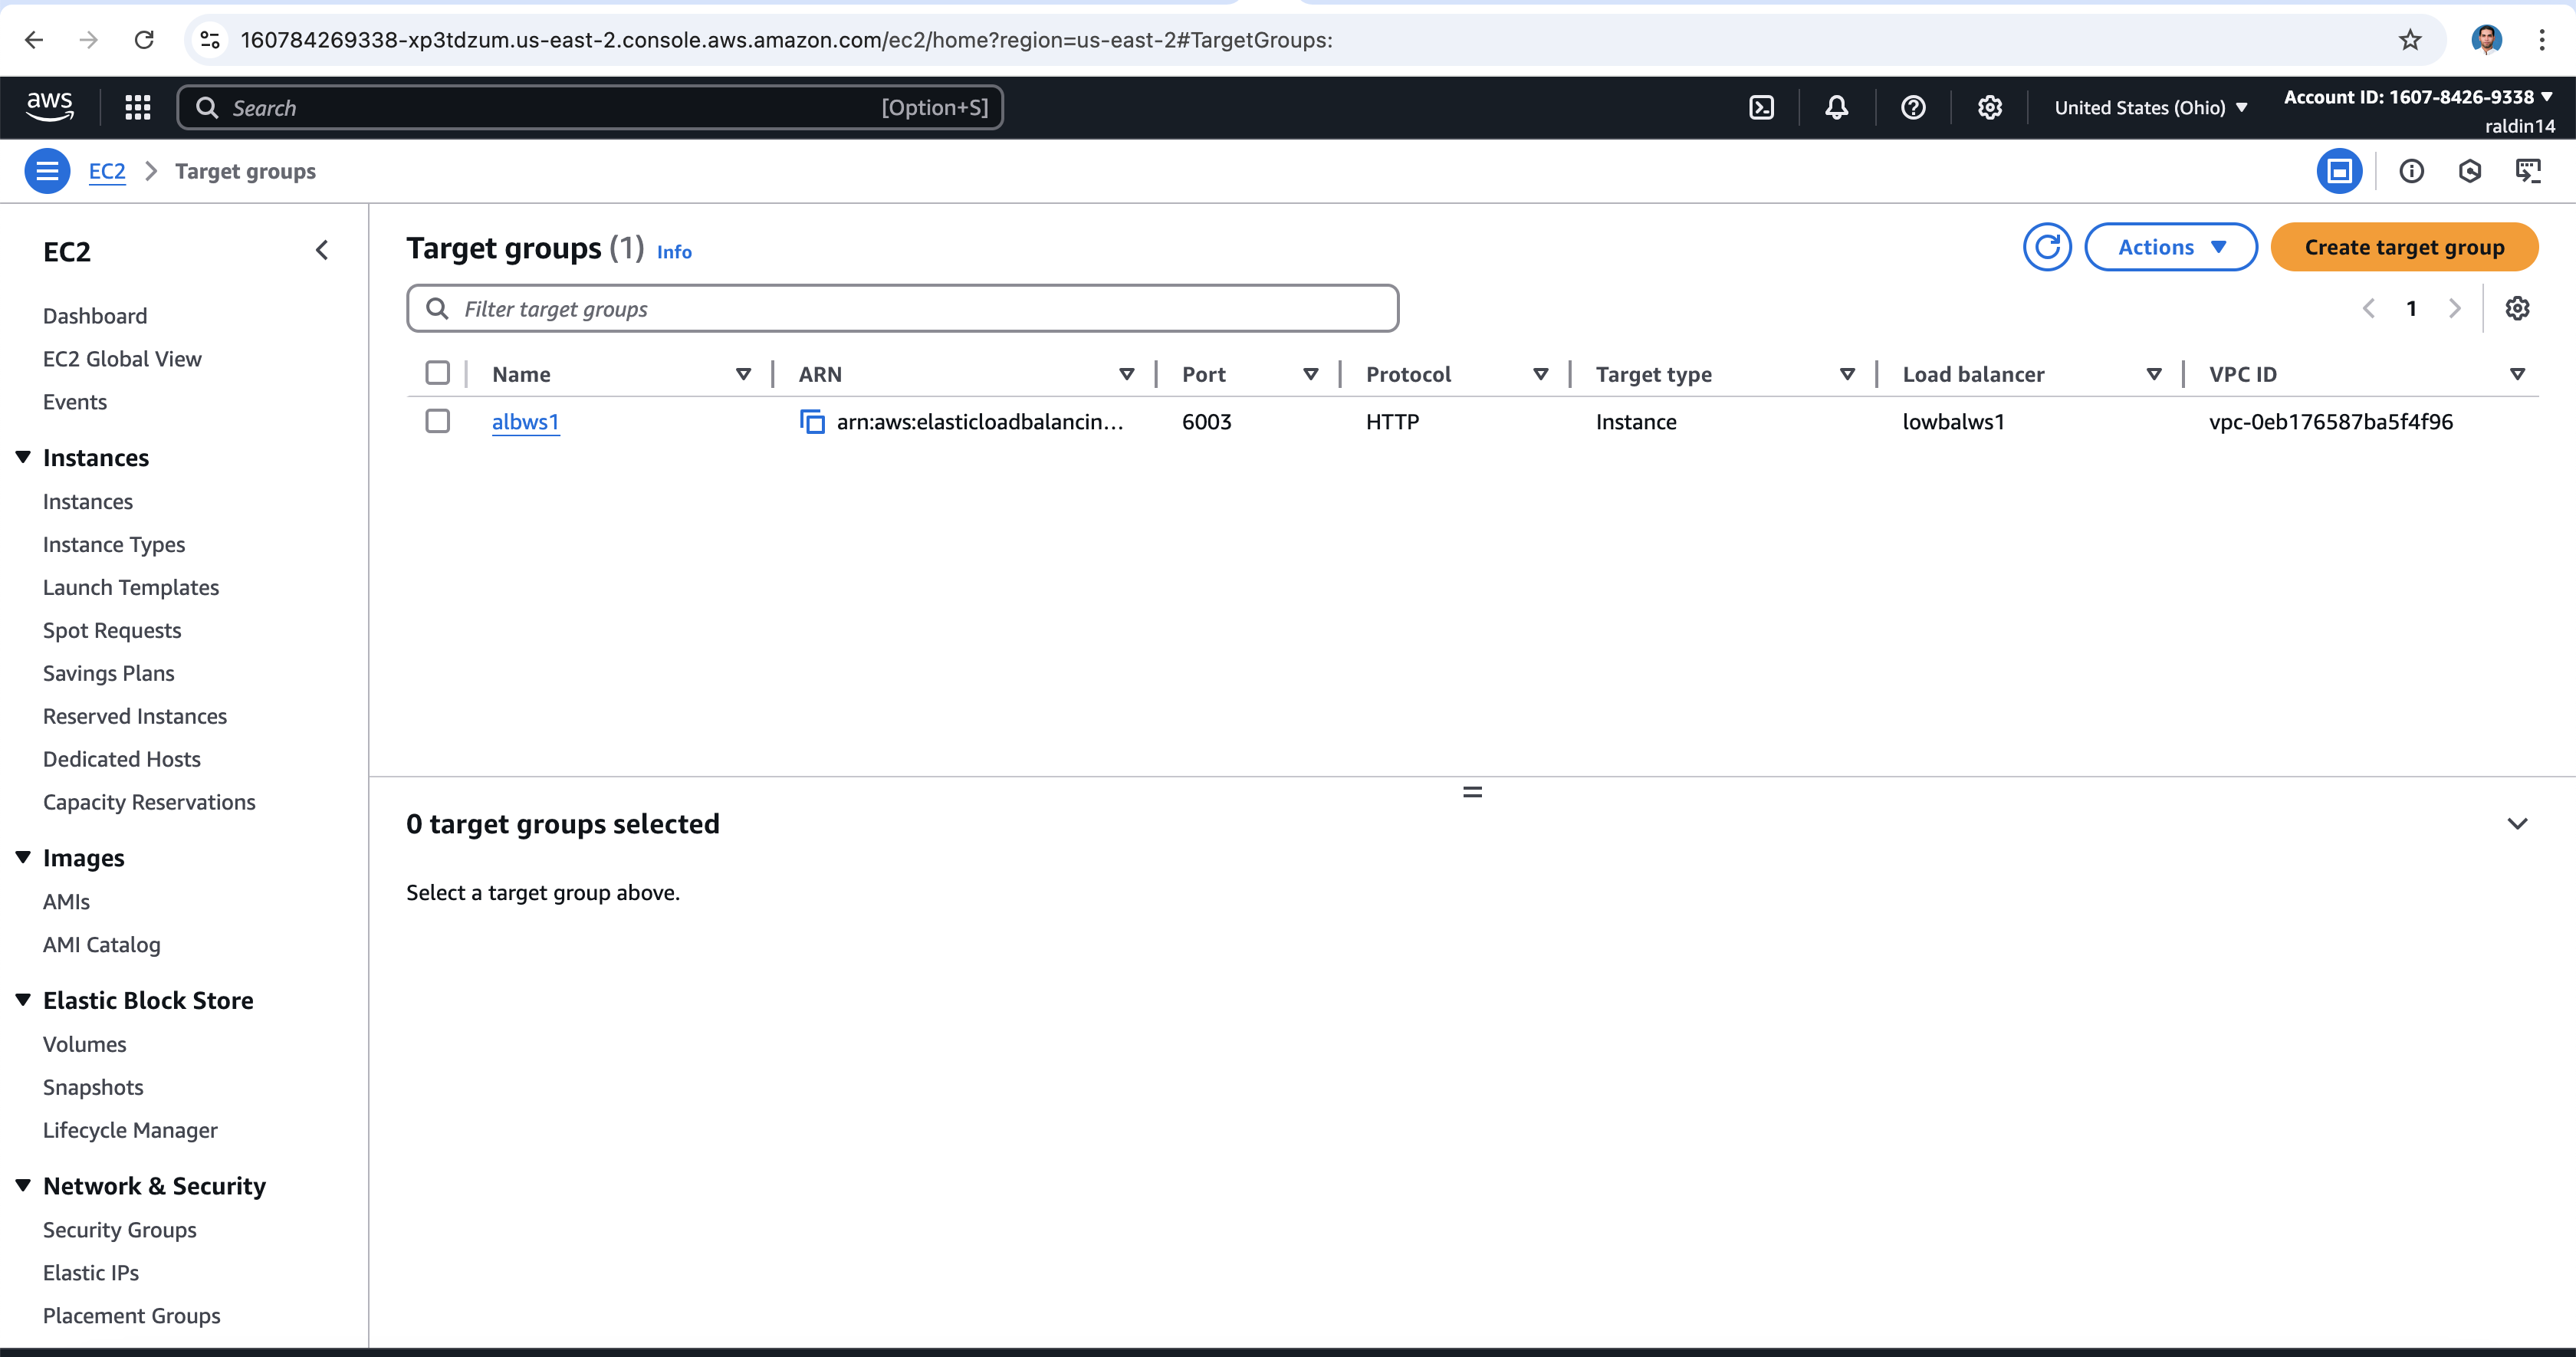 160784269338-xp3tdzum.us-east-2.console.aws.amazon.com/ec2/home?region=us-east-2#TargetGroups:
aws
Search
[Option+S]
United States (Ohio)
Account ID: 1607-8426-9338
raldin14
EC2
Target groups
EC2
Dashboard
EC2 Global View
Events
Instances
Instances
Instance Types
Launch Templates
Spot Requests
Savings Plans
Reserved Instances
Dedicated Hosts
Capacity Reservations
Images
AMIs
AMI Catalog
Elastic Block Store
Volumes
Snapshots
Lifecycle Manager
Network & Security
Security Groups
Elastic IPs
Placement Groups
Target groups (1) Info
Actions
Create target group
Filter target groups
1
Name ARN Port Protocol Target type Load balancer VPC ID
albws1 arn:aws:elasticloadbalancin... 6003 HTTP Instance lowbalws1 vpc-0eb176587ba5f4f96
0 target groups selected
Select a target group above.